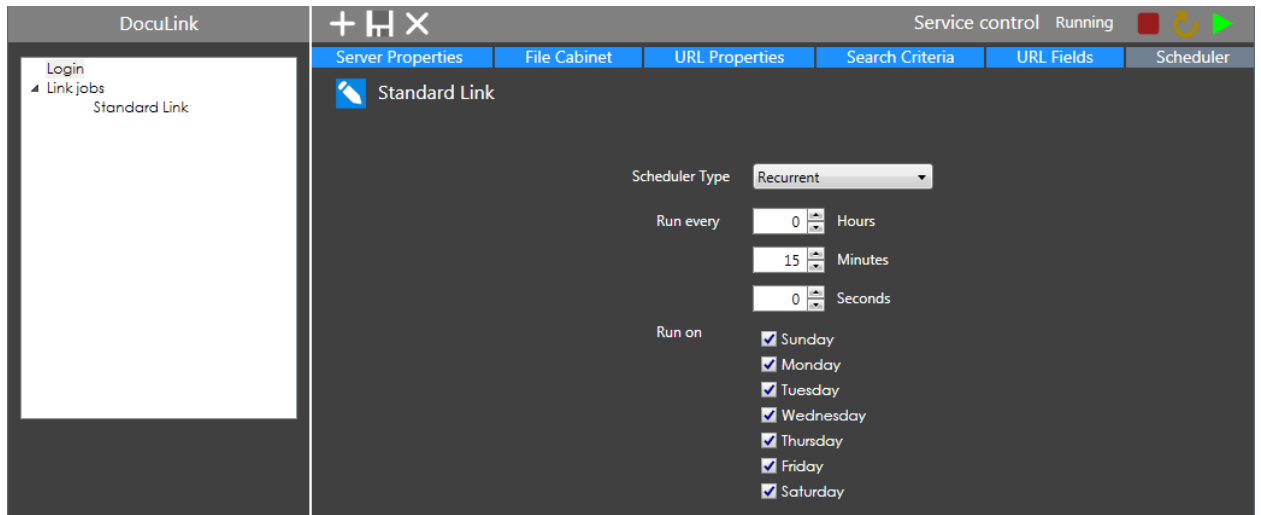 DocuLink
Service control Running
Server Properties File Cabinet URL Properties Search Criteria URL Fields Scheduler
Login
Link jobs
Standard Link
Standard Link
Scheduler Type Recurrent
Run every 0 Hours
15 Minutes
0 Seconds
Run on
Sunday
Monday
Tuesday
Wednesday
Thursday
Friday
Saturday